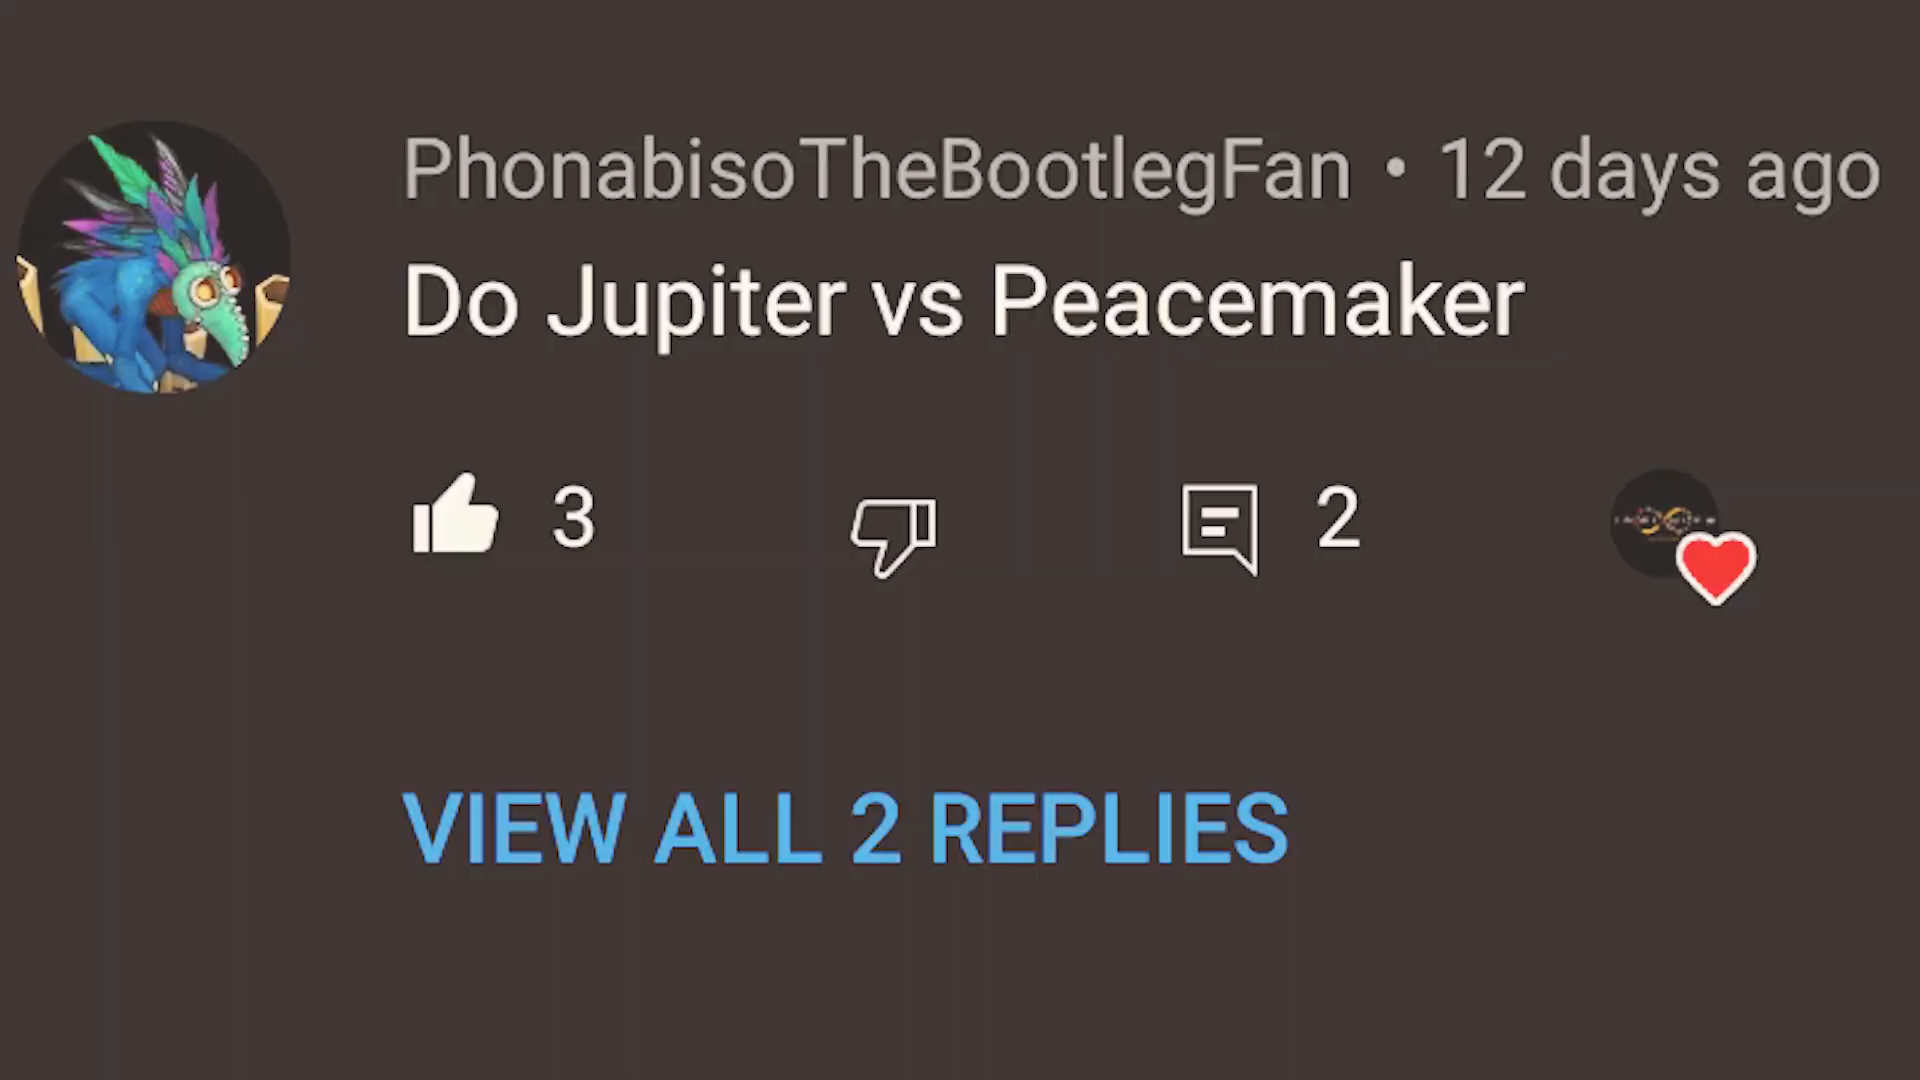 PhonabisoTheBootlegFan • 12 days ago
Do Jupiter vs Peacemaker
3 2
VIEW ALL 2 REPLIES